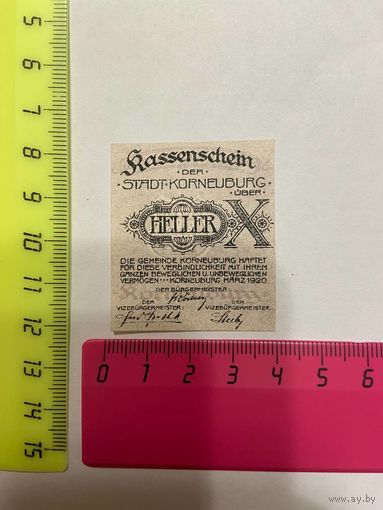 Kassenschein
DER
STADT·KORNEUBURG
ÜBER
HELLER X
DIE GEMEINDE KORNEUBURG HAFTET
FÜR DIESE VERBINDLICHKEIT MIT IHREM
GANZEN BEWEGLICHEN U. UNBEWEGLICHEN
VERMÖGEN ··· KORNEUBURG, MÄRZ 1920
DER BÜRGERMEISTER
DER DER
VIZEBÜRGERMEISTER VIZEBÜRGERMEISTER
5 6 7 8 9 10 11 12 13 14 15
0 1 2 3 4 5 6
www.ay.by